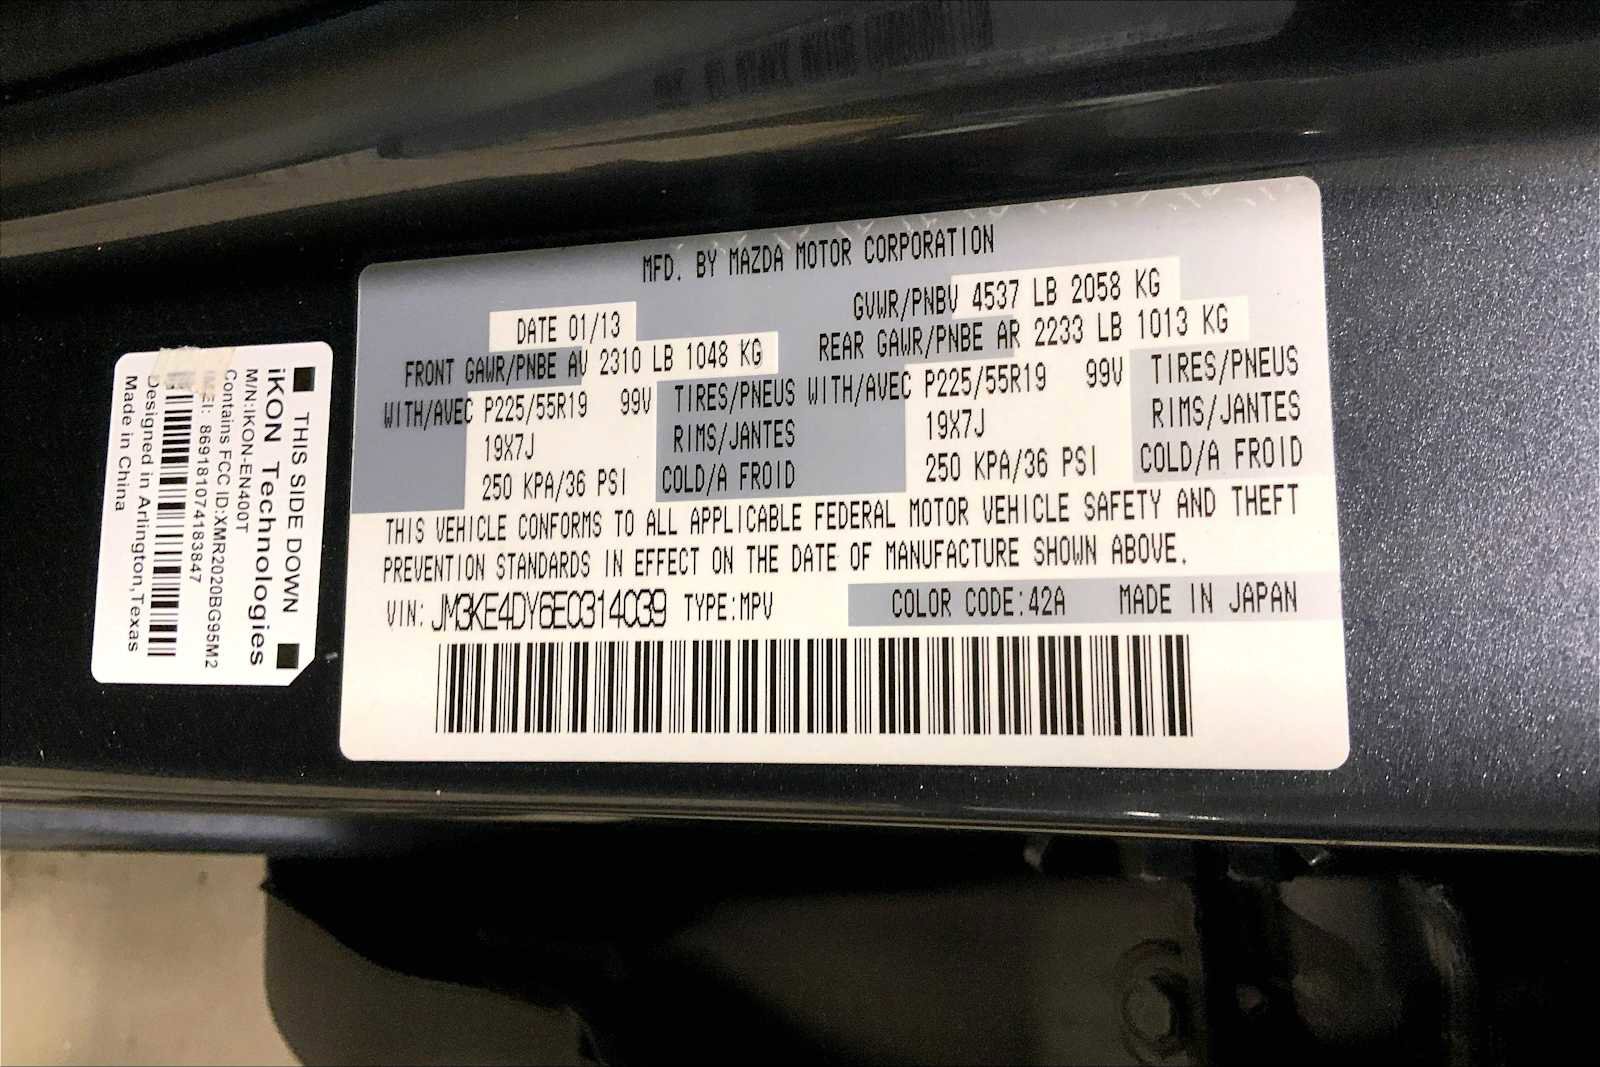 MFD. BY MAZDA MOTOR CORPORATION
DATE 01/13
GVWR/PNBV 4537 LB 2058 KG
FRONT GAWR/PNBE AV 2310 LB 1048 KG
REAR GAWR/PNBE AR 2233 LB 1013 KG
WITH/AVEC P225/55R19 99V TIRES/PNEUS WITH/AVEC P225/55R19 99V TIRES/PNEUS
19X7J RIMS/JANTES 19X7J RIMS/JANTES
250 KPA/36 PSI COLD/A FROID 250 KPA/36 PSI COLD/A FROID
THIS VEHICLE CONFORMS TO ALL APPLICABLE FEDERAL MOTOR VEHICLE SAFETY AND THEFT
PREVENTION STANDARDS IN EFFECT ON THE DATE OF MANUFACTURE SHOWN ABOVE.
VIN: JM3KE4DY6E0314039 TYPE:MPV COLOR CODE:42A MADE IN JAPAN
THIS SIDE DOWN
iKON Technologies
M/N:IKON-EN400T
Contains FCC ID:XMR2020BG95M2
IMEI: 869181074183847
Designed in Arlington,Texas
Made in China